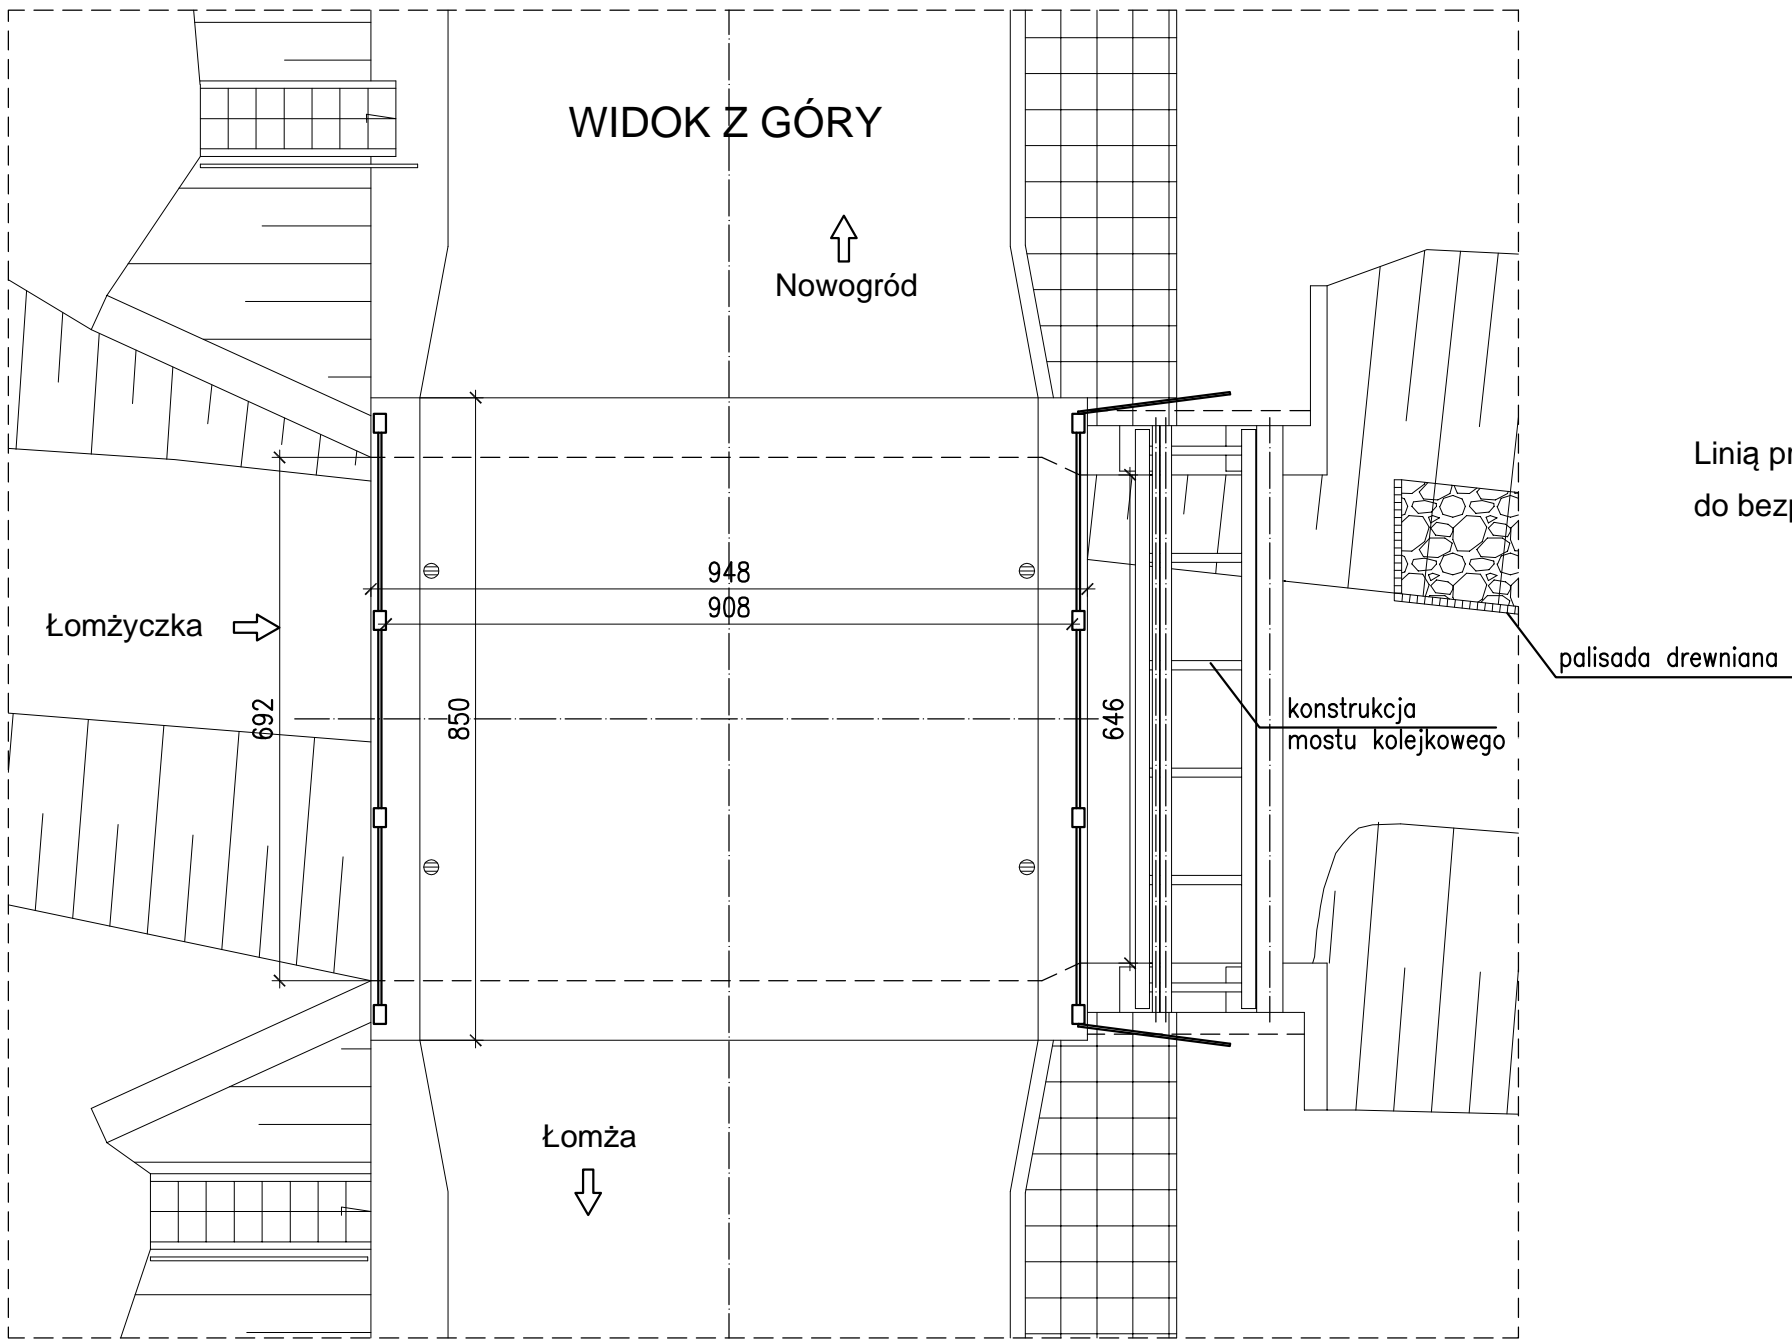 WIDOK Z GÓRY
Nowogród
Linią pr
do bezp
948
908
Łomżyczka
palisada drewniana
692
850
646
konstrukcja
mostu kolejkowego
Łomża